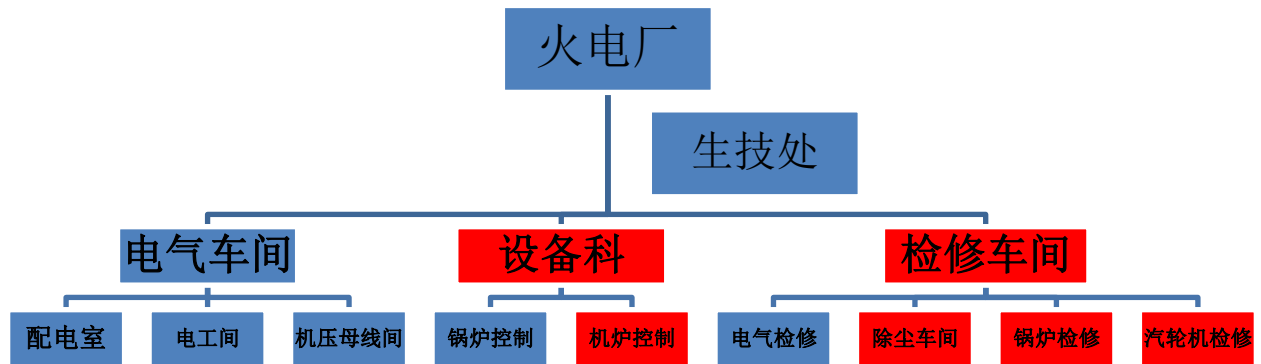 火电厂
生技处
电气车间
设备科
检修车间
配电室
电工间
机压母线间
锅炉控制
机炉控制
电气检修
除尘车间
锅炉检修
汽轮机检修